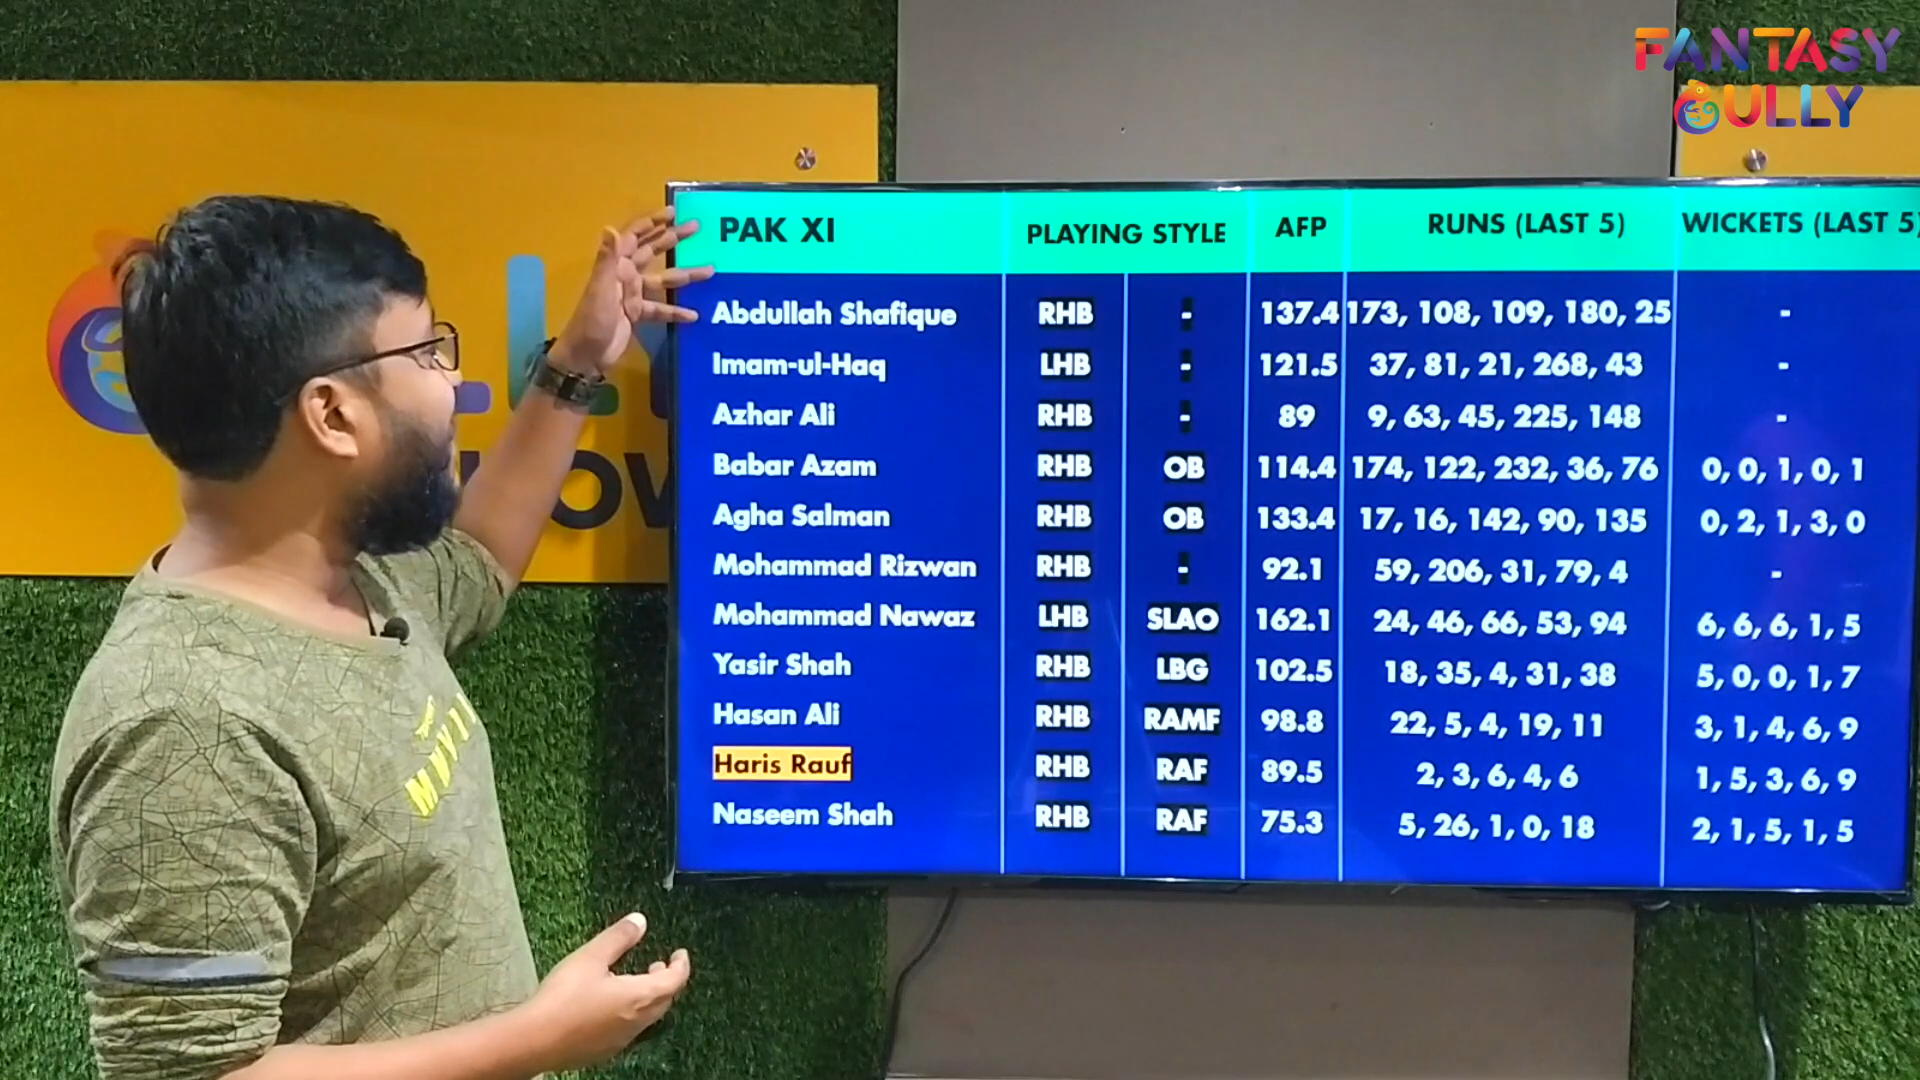 FANTASY
GULLY
PAK XI PLAYING STYLE AFP RUNS (LAST 5) WICKETS (LAST 5)
Abdullah Shafique RHB - 137.4 173, 108, 109, 180, 25 -
Imam-ul-Haq LHB - 121.5 37, 81, 21, 268, 43 -
Azhar Ali RHB - 89 9, 63, 45, 225, 148 -
Babar Azam RHB OB 114.4 174, 122, 232, 36, 76 0, 0, 1, 0, 1
Agha Salman RHB OB 133.4 17, 16, 142, 90, 135 0, 2, 1, 3, 0
Mohammad Rizwan RHB - 92.1 59, 206, 31, 79, 4 -
Mohammad Nawaz LHB SLAO 162.1 24, 46, 66, 53, 94 6, 6, 6, 1, 5
Yasir Shah RHB LBG 102.5 18, 35, 4, 31, 38 5, 0, 0, 1, 7
Hasan Ali RHB RAMF 98.8 22, 5, 4, 19, 11 3, 1, 4, 6, 9
Haris Rauf RHB RAF 89.5 2, 3, 6, 4, 6 1, 5, 3, 6, 9
Naseem Shah RHB RAF 75.3 5, 26, 1, 0, 18 2, 1, 5, 1, 5